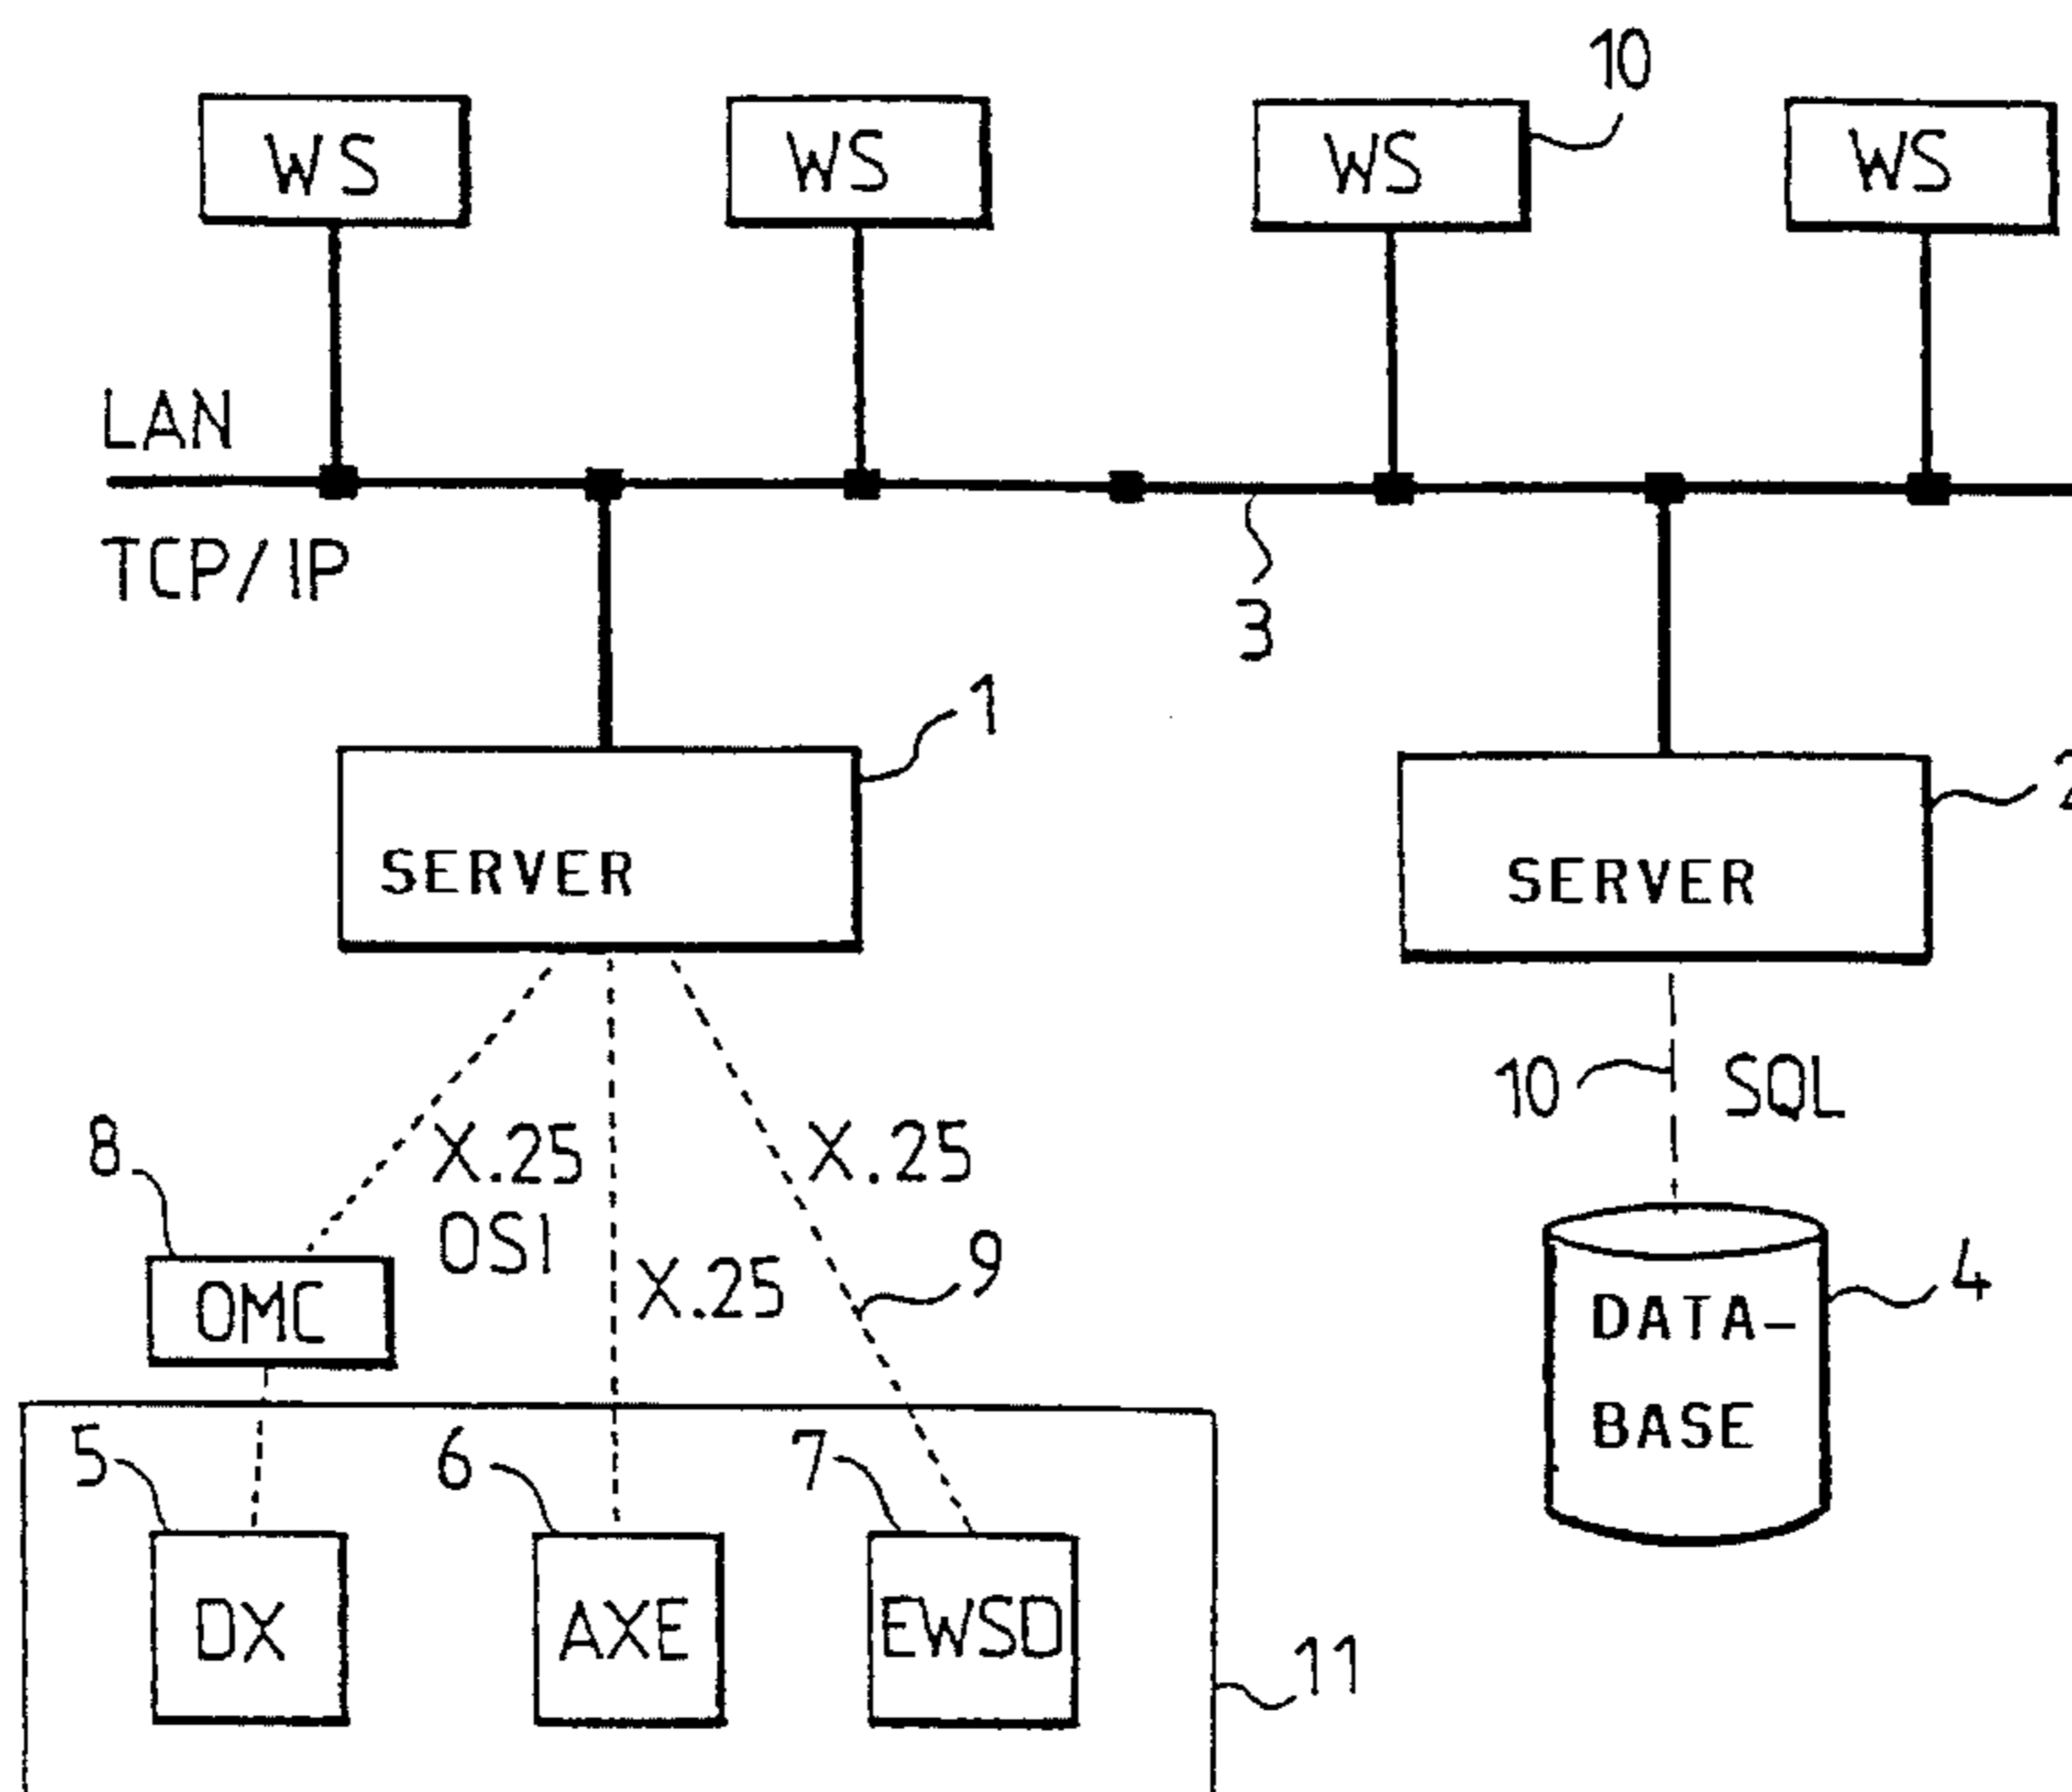 10
WS
WS
WS
WS
LAN
TCP/IP
3
1
2
SERVER
SERVER
10
SQL
8
X.25
OSI
X.25
X.25
9
OMC
4
DATA-
BASE
5
6
7
DX
AXE
EWSD
11